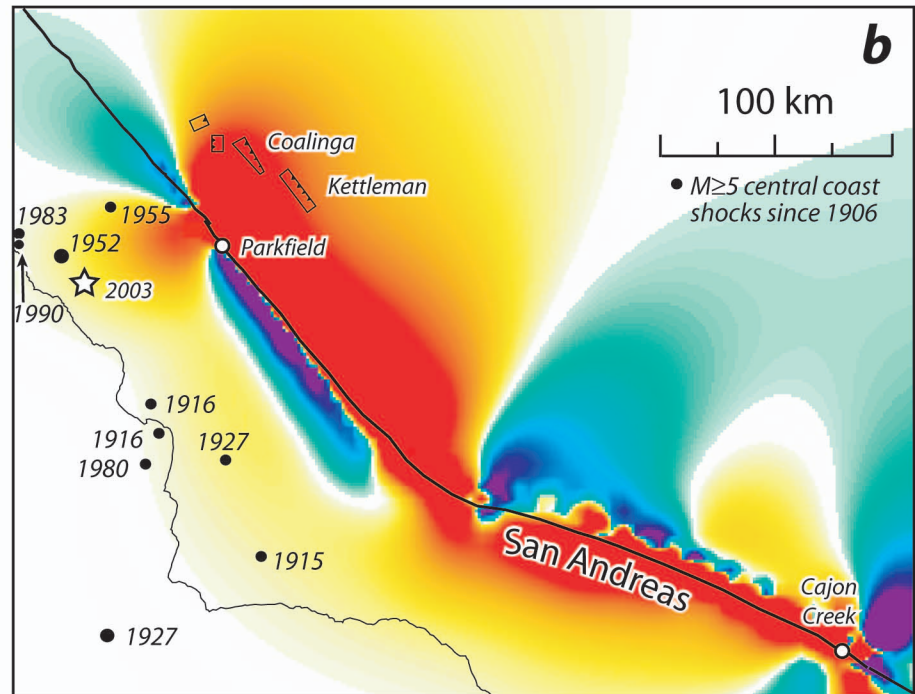 b
100 km
M≥5 central coast
shocks since 1906
Coalinga
Kettleman
1983
1955
1952
Parkfield
2003
1990
1916
1916
1927
1980
1915
San Andreas
Cajon
Creek
1927